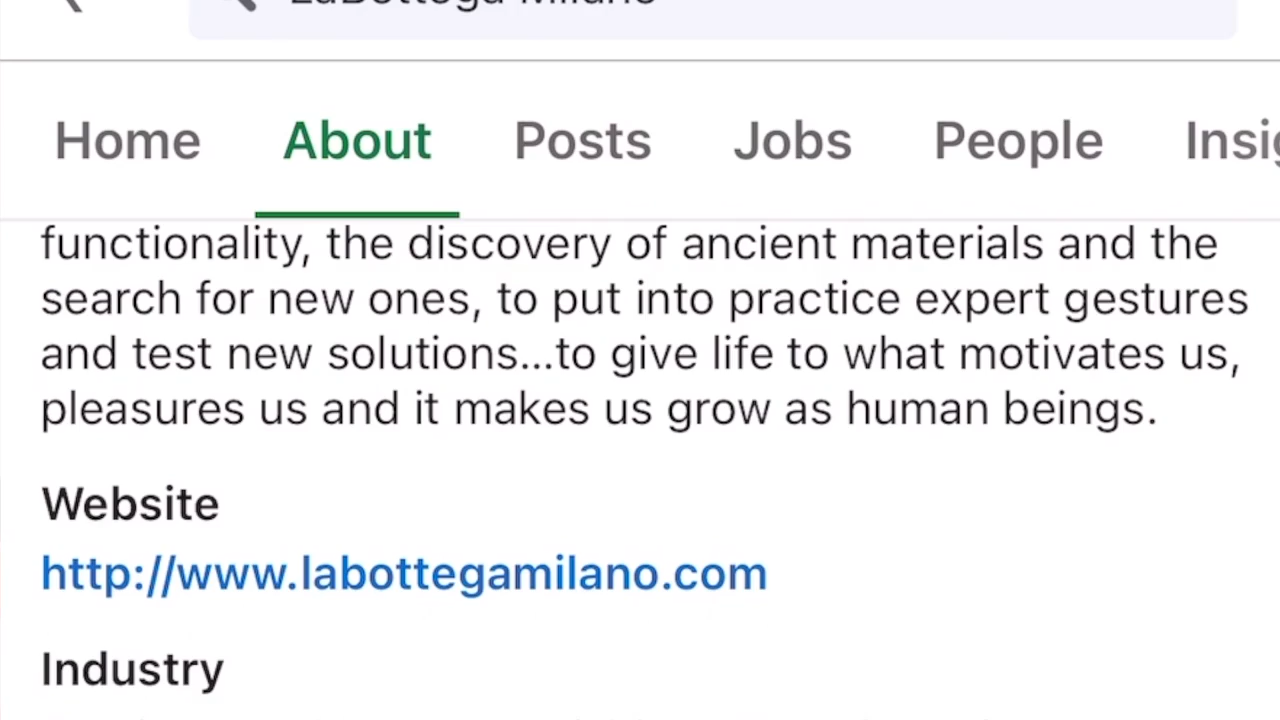 LaBottega Milano
Home About Posts Jobs People
functionality, the discovery of ancient materials and the
search for new ones, to put into practice expert gestures
and test new solutions...to give life to what motivates us,
pleasures us and it makes us grow as human beings.
Website
http://www.labottegamilano.com
Industry